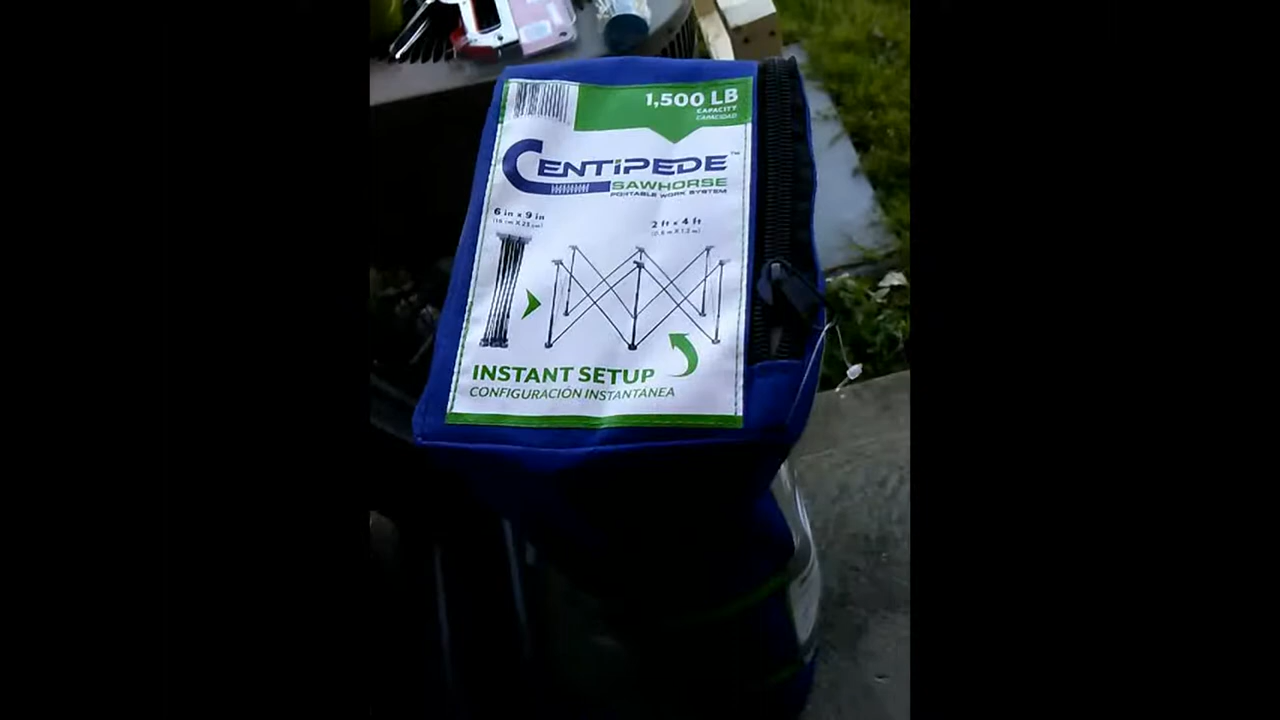 1,500 LB
CAPACITY
CAPACIDAD
CENTIPEDE™
SAWHORSE
PORTABLE WORK SYSTEM
6 in x 9 in
2 ft x 4 ft
INSTANT SETUP
CONFIGURACIÓN INSTANTÁNEA